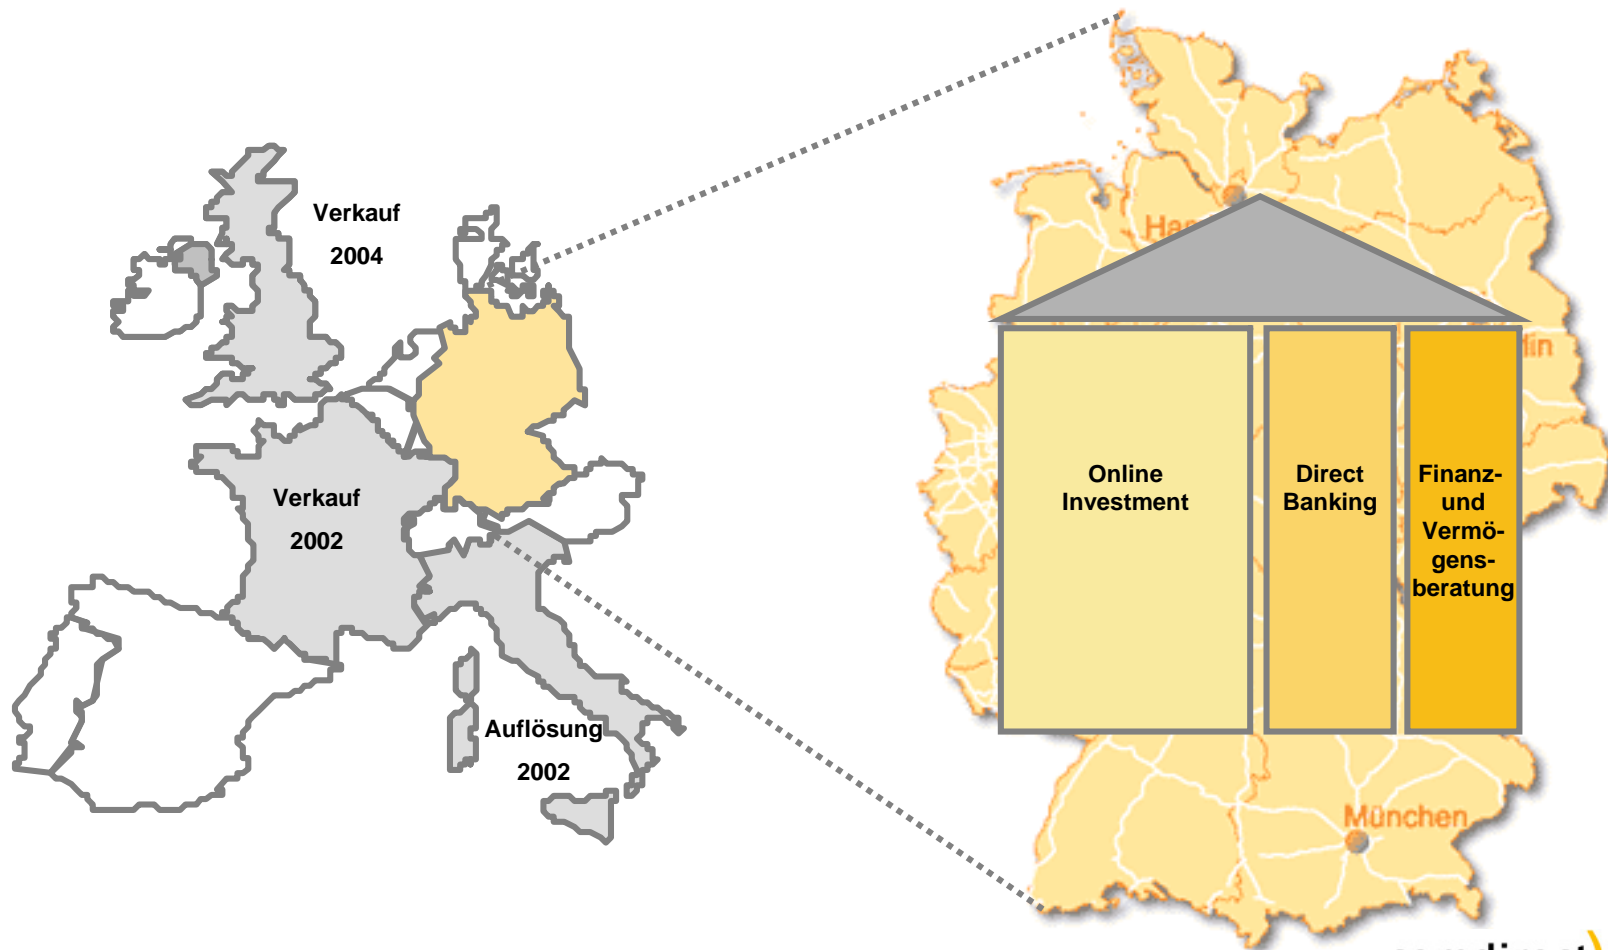 Verkauf
2004
Verkauf
2002
Auflösung
2002
Online
Investment
Direct
Banking
Finanz-
und
Vermö-
gens-
beratung
München